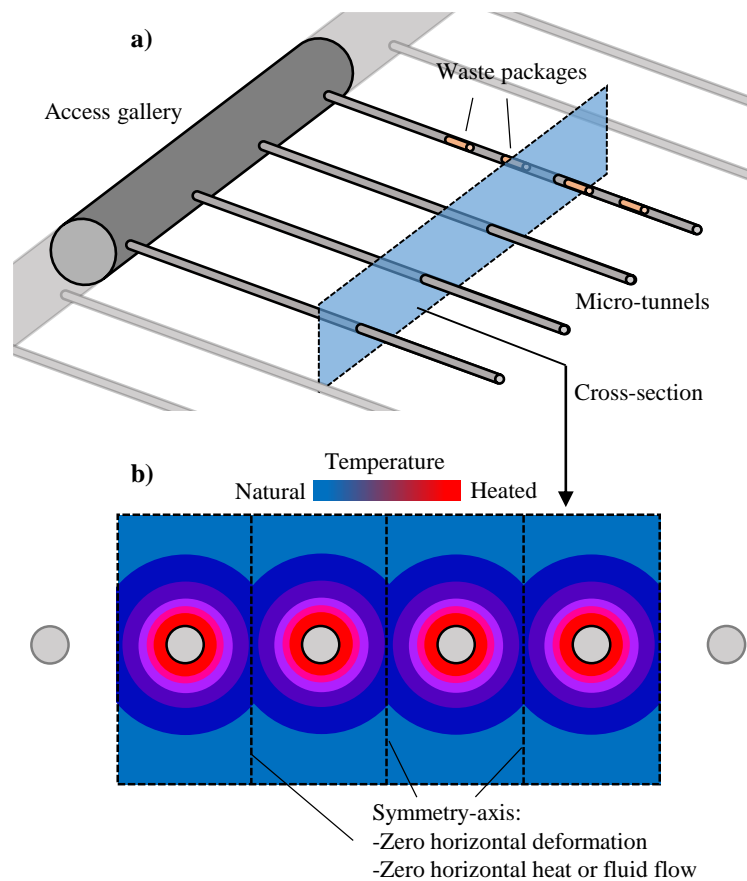 a)
Waste packages
Access gallery
Micro-tunnels
Cross-section
b)
Temperature
Natural
Heated
Symmetry-axis:
-Zero horizontal deformation
-Zero horizontal heat or fluid flow